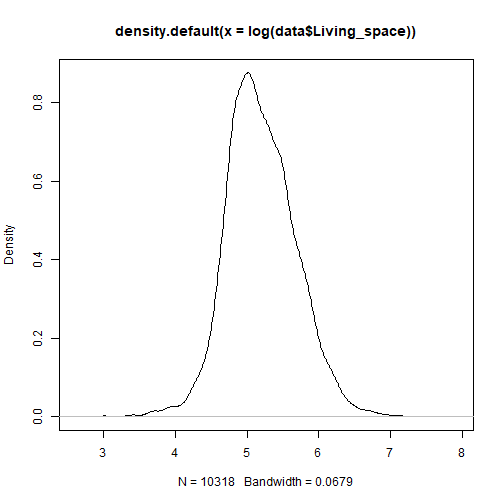 density.default(x = log(data$Living_space))
Density
0.0
0.2
0.4
0.6
0.8
3 4 5 6 7 8
N = 10318 Bandwidth = 0.0679